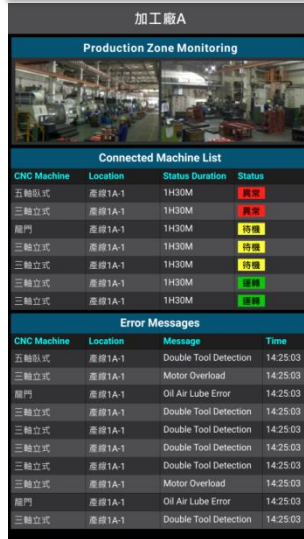 加工廠A
Production Zone Monitoring
Connected Machine List
CNC Machine Location Status Duration Status
五軸臥式 產線1A-1 1H30M 異常
三軸立式 產線1A-1 1H30M 異常
龍門 產線1A-1 1H30M 待機
三軸立式 產線1A-1 1H30M 待機
三軸立式 產線1A-1 1H30M 待機
三軸立式 產線1A-1 1H30M 運轉
三軸立式 產線1A-1 1H30M 運轉
Error Messages
CNC Machine Location Message Time
五軸臥式 產線1A-1 Double Tool Detection 14:25:03
三軸立式 產線1A-1 Motor Overload 14:25:03
龍門 產線1A-1 Oil Air Lube Error 14:25:03
三軸立式 產線1A-1 Double Tool Detection 14:25:03
三軸立式 產線1A-1 Double Tool Detection 14:25:03
三軸立式 產線1A-1 Double Tool Detection 14:25:03
三軸立式 產線1A-1 Double Tool Detection 14:25:03
三軸立式 產線1A-1 Motor Overload 14:25:03
龍門 產線1A-1 Oil Air Lube Error 14:25:03
三軸立式 產線1A-1 Double Tool Detection 14:25:03